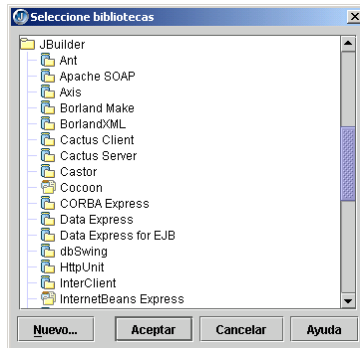 Seleccione bibliotecas
JBuilder
Ant
Apache SOAP
Axis
Borland Make
BorlandXML
Cactus Client
Cactus Server
Castor
Cocoon
CORBA Express
Data Express
Data Express for EJB
dbSwing
HttpUnit
InterClient
InternetBeans Express
Nuevo... Aceptar Cancelar Ayuda